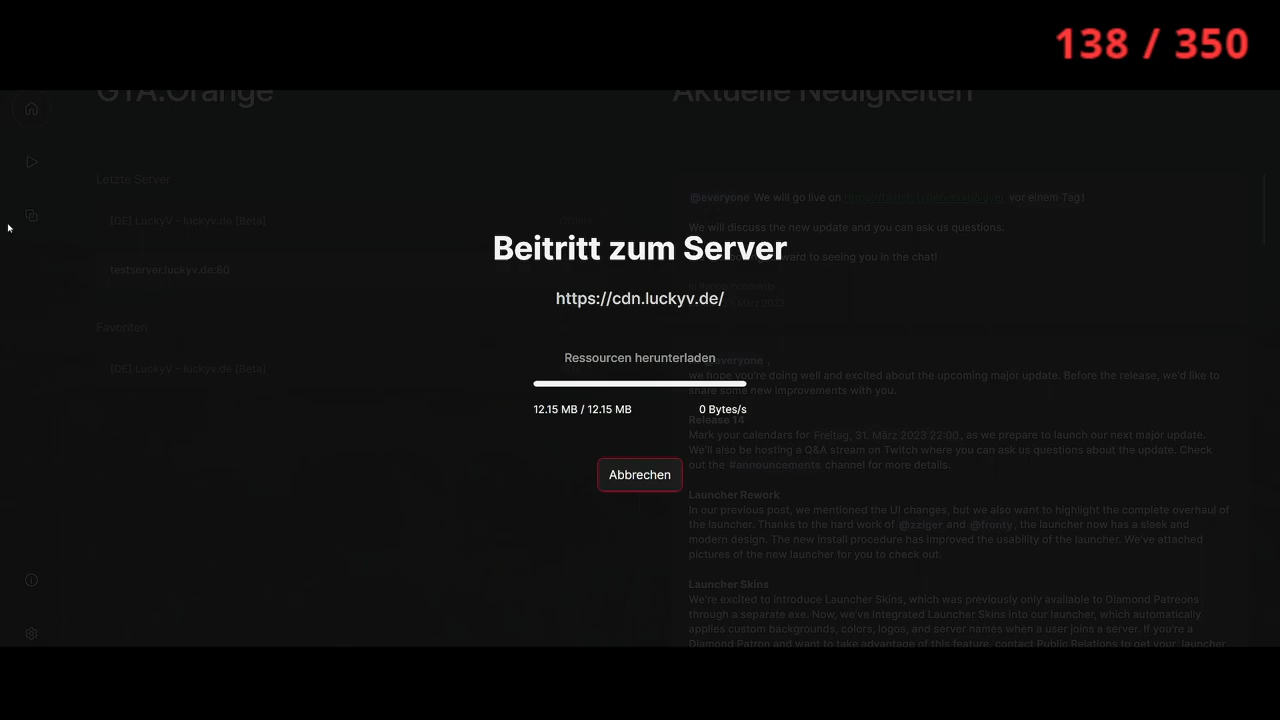 138 / 350
GTA:Orange
Aktuelle Neuigkeiten
Letzte Server
[DE] LuckyV - luckyv.de [Beta]
testserver.luckyv.de:80
Favoriten
[DE] LuckyV - luckyv.de [Beta]
Beitritt zum Server
https://cdn.luckyv.de/
Ressourcen herunterladen
12.15 MB / 12.15 MB
0 Bytes/s
Abbrechen
@everyone We will go live on vor einem Tag!
We will discuss the new update and you can ask us questions.
ward to seeing you in the chat!
März 2023
@everyone ,
we hope you're doing well and excited about the upcoming major update. Before the release, we'd like to
share some new improvements with you.
Release 14
Mark your calendars for Freitag, 31. März 2023 22:00, as we prepare to launch our next major update.
We'll also be hosting a Q&A stream on Twitch where you can ask us questions about the update. Check
out the #announcements channel for more details.
Launcher Rework
In our previous post, we mentioned the UI changes, but we also want to highlight the complete overhaul of
the launcher. Thanks to the hard work of @zziger and @fronty, the launcher now has a sleek and
modern design. The new install procedure has improved the usability of the launcher. We've attached
pictures of the new launcher for you to check out.
Launcher Skins
We're excited to introduce Launcher Skins, which was previously only available to Diamond Patreons
through a separate exe. Now, we've integrated Launcher Skins into our launcher, which automatically
applies custom backgrounds, colors, logos, and server names when a user joins a server. If you're a
Diamond Patron and want to take advantage of this feature, contact Public Relations to get your launcher